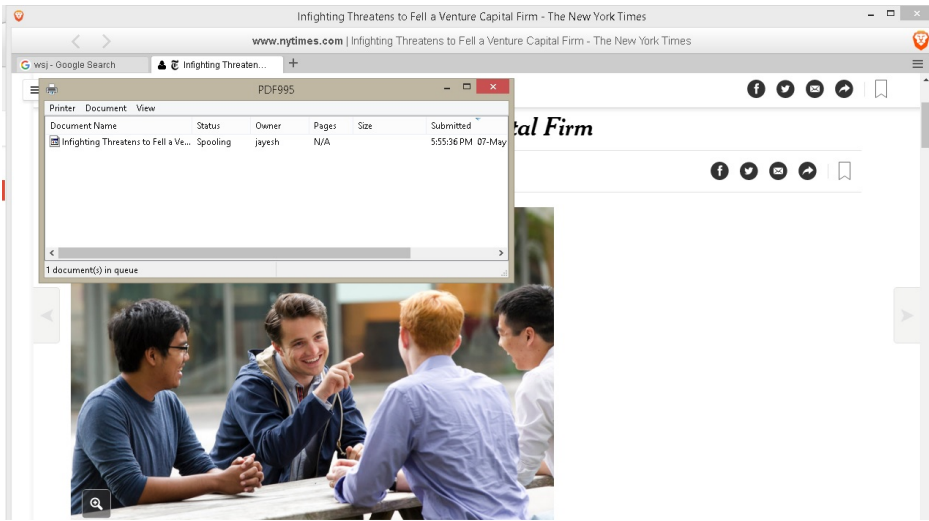 Infighting Threatens to Fell a Venture Capital Firm - The New York Times
www.nytimes.com | Infighting Threatens to Fell a Venture Capital Firm - The New York Times
wsj - Google Search
Infighting Threaten...
PDF995
Printer Document View
Document Name Status Owner Pages Size Submitted
Infighting Threatens to Fell a Ve... Spooling jayesh N/A 5:55:36 PM 07-May
1 document(s) in queue
tal Firm